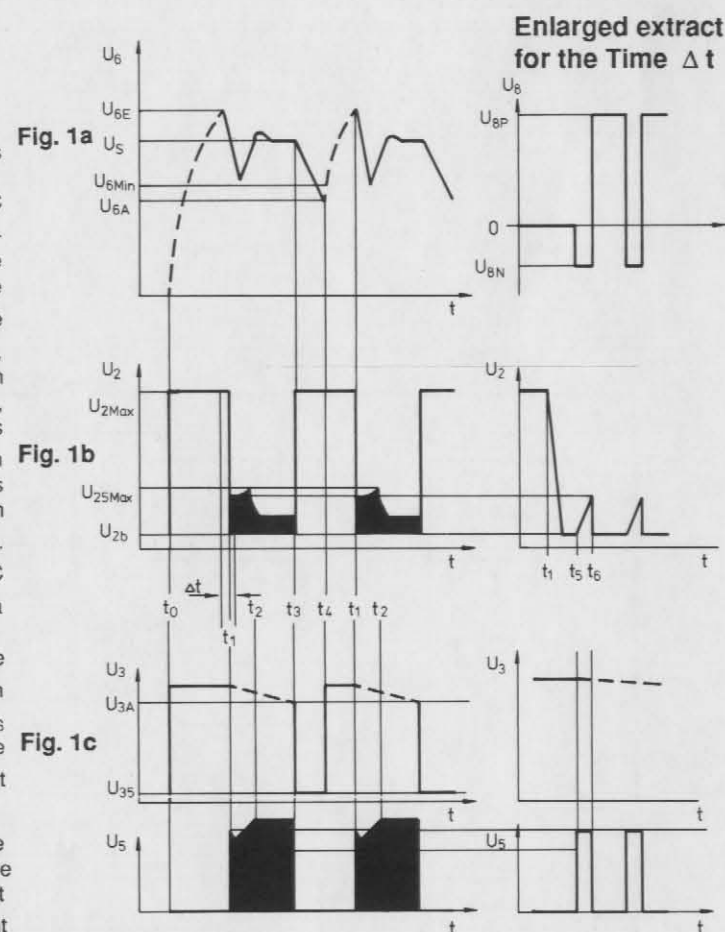 Enlarged extract
for the Time Δt
Fig. 1a
U₆
U₆E
US
U₆Min
U₆A
t
U₈
U₈P
0
U₈N
Fig. 1b
U₂
U₂Max
U₂SMax
U₂b
t
U₂
t
t₁ t₅ t₆
Δt
t₀ t₁ t₂ t₃ t₄ t₁ t₂
Fig. 1c
U₃
U₃A
U₃S
t
U₃
t
U₅
t
U₅
t